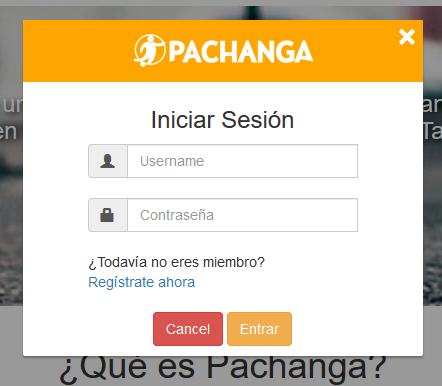 PACHANGA
Iniciar Sesión
Username
Contraseña
¿Todavía no eres miembro?
Regístrate ahora
Cancel Entrar
¿Qué es Pachanga?